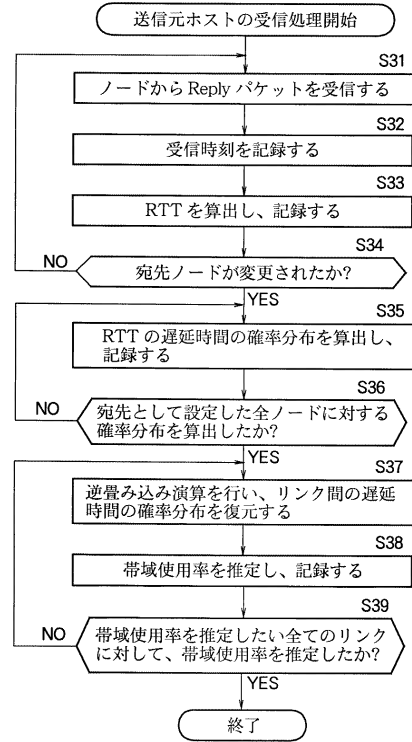 送信元ホストの受信処理開始
S31
ノードからReplyパケットを受信する
S32
受信時刻を記録する
S33
RTTを算出し、記録する
S34
NO
宛先ノードが変更されたか?
YES
S35
RTTの遅延時間の確率分布を算出し、
記録する
S36
NO
宛先として設定した全ノードに対する
確率分布を算出したか?
YES
S37
逆畳み込み演算を行い、リンク間の遅延
時間の確率分布を復元する
S38
帯域使用率を推定し、記録する
S39
NO
帯域使用率を推定したい全てのリンク
に対して、帯域使用率を推定したか?
YES
終了